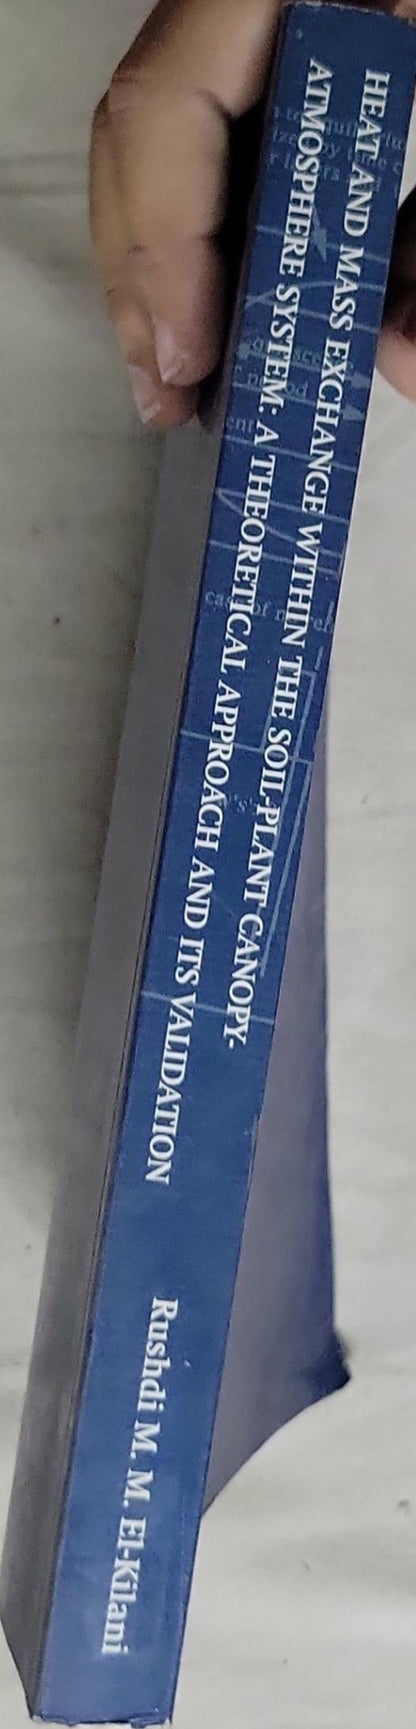 HEAT AND MASS EXCHANGE WITHIN THE SOIL-PLANT CANOPY-
ATMOSPHERE SYSTEM: A THEORETICAL APPROACH AND ITS VALIDATION
Rushdi M. M. El-Kilani